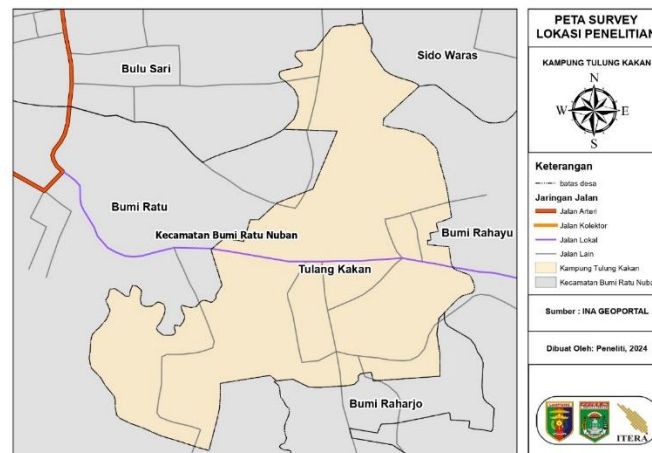 Bulu Sari
Sido Waras
Bumi Ratu
Kecamatan Bumi Ratu Nuban
Bumi Rahayu
Tulang Kakan
Bumi Raharjo
PETA SURVEY
LOKASI PENELITIAN
KAMPUNG TULUNG KAKAN
N
W
E
S
Keterangan
batas desa
Jaringan Jalan
Jalan Arteri
Jalan Kolektor
Jalan Lokal
Jalan Lain
Kampung Tulung Kakan
Kecamatan Bumi Ratu Nuba
Sumber : INA GEOPORTAL
Dibuat Oleh: Peneliti, 2024
ITERA